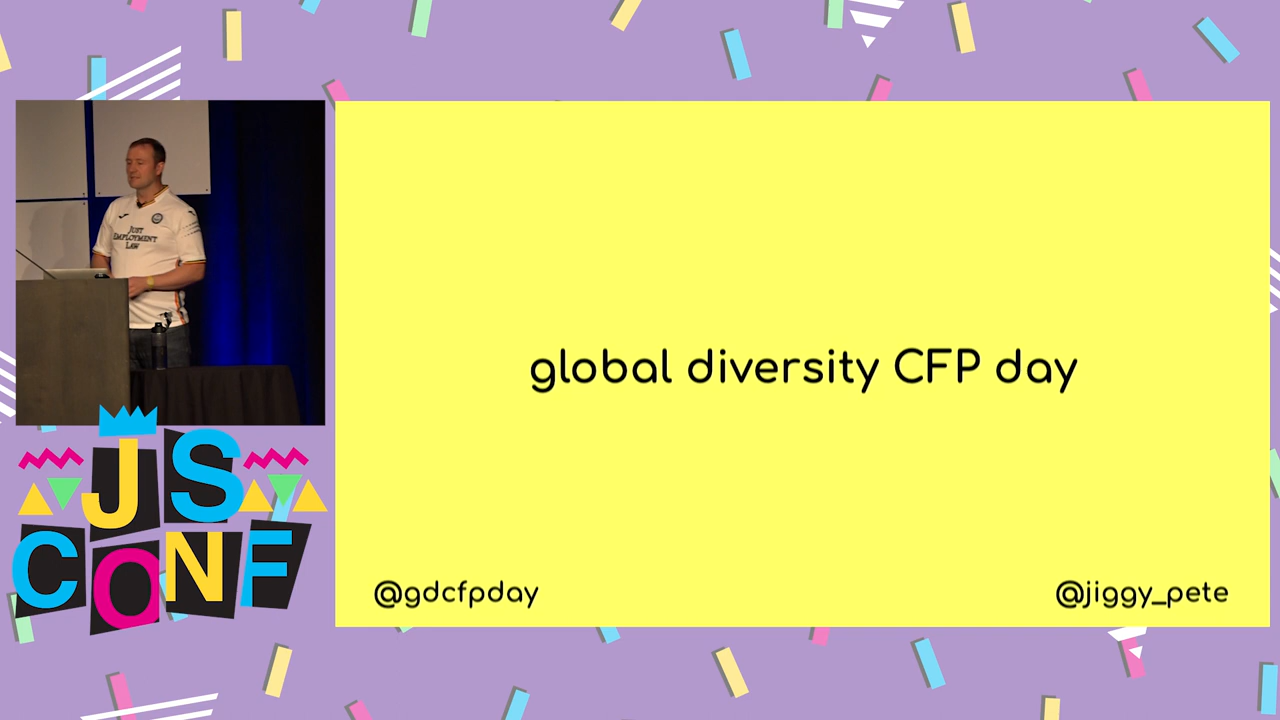 JUST
EMPLOYMENT
LAW
global diversity CFP day
@gdcfpday
@jiggy_pete
JS
CONF